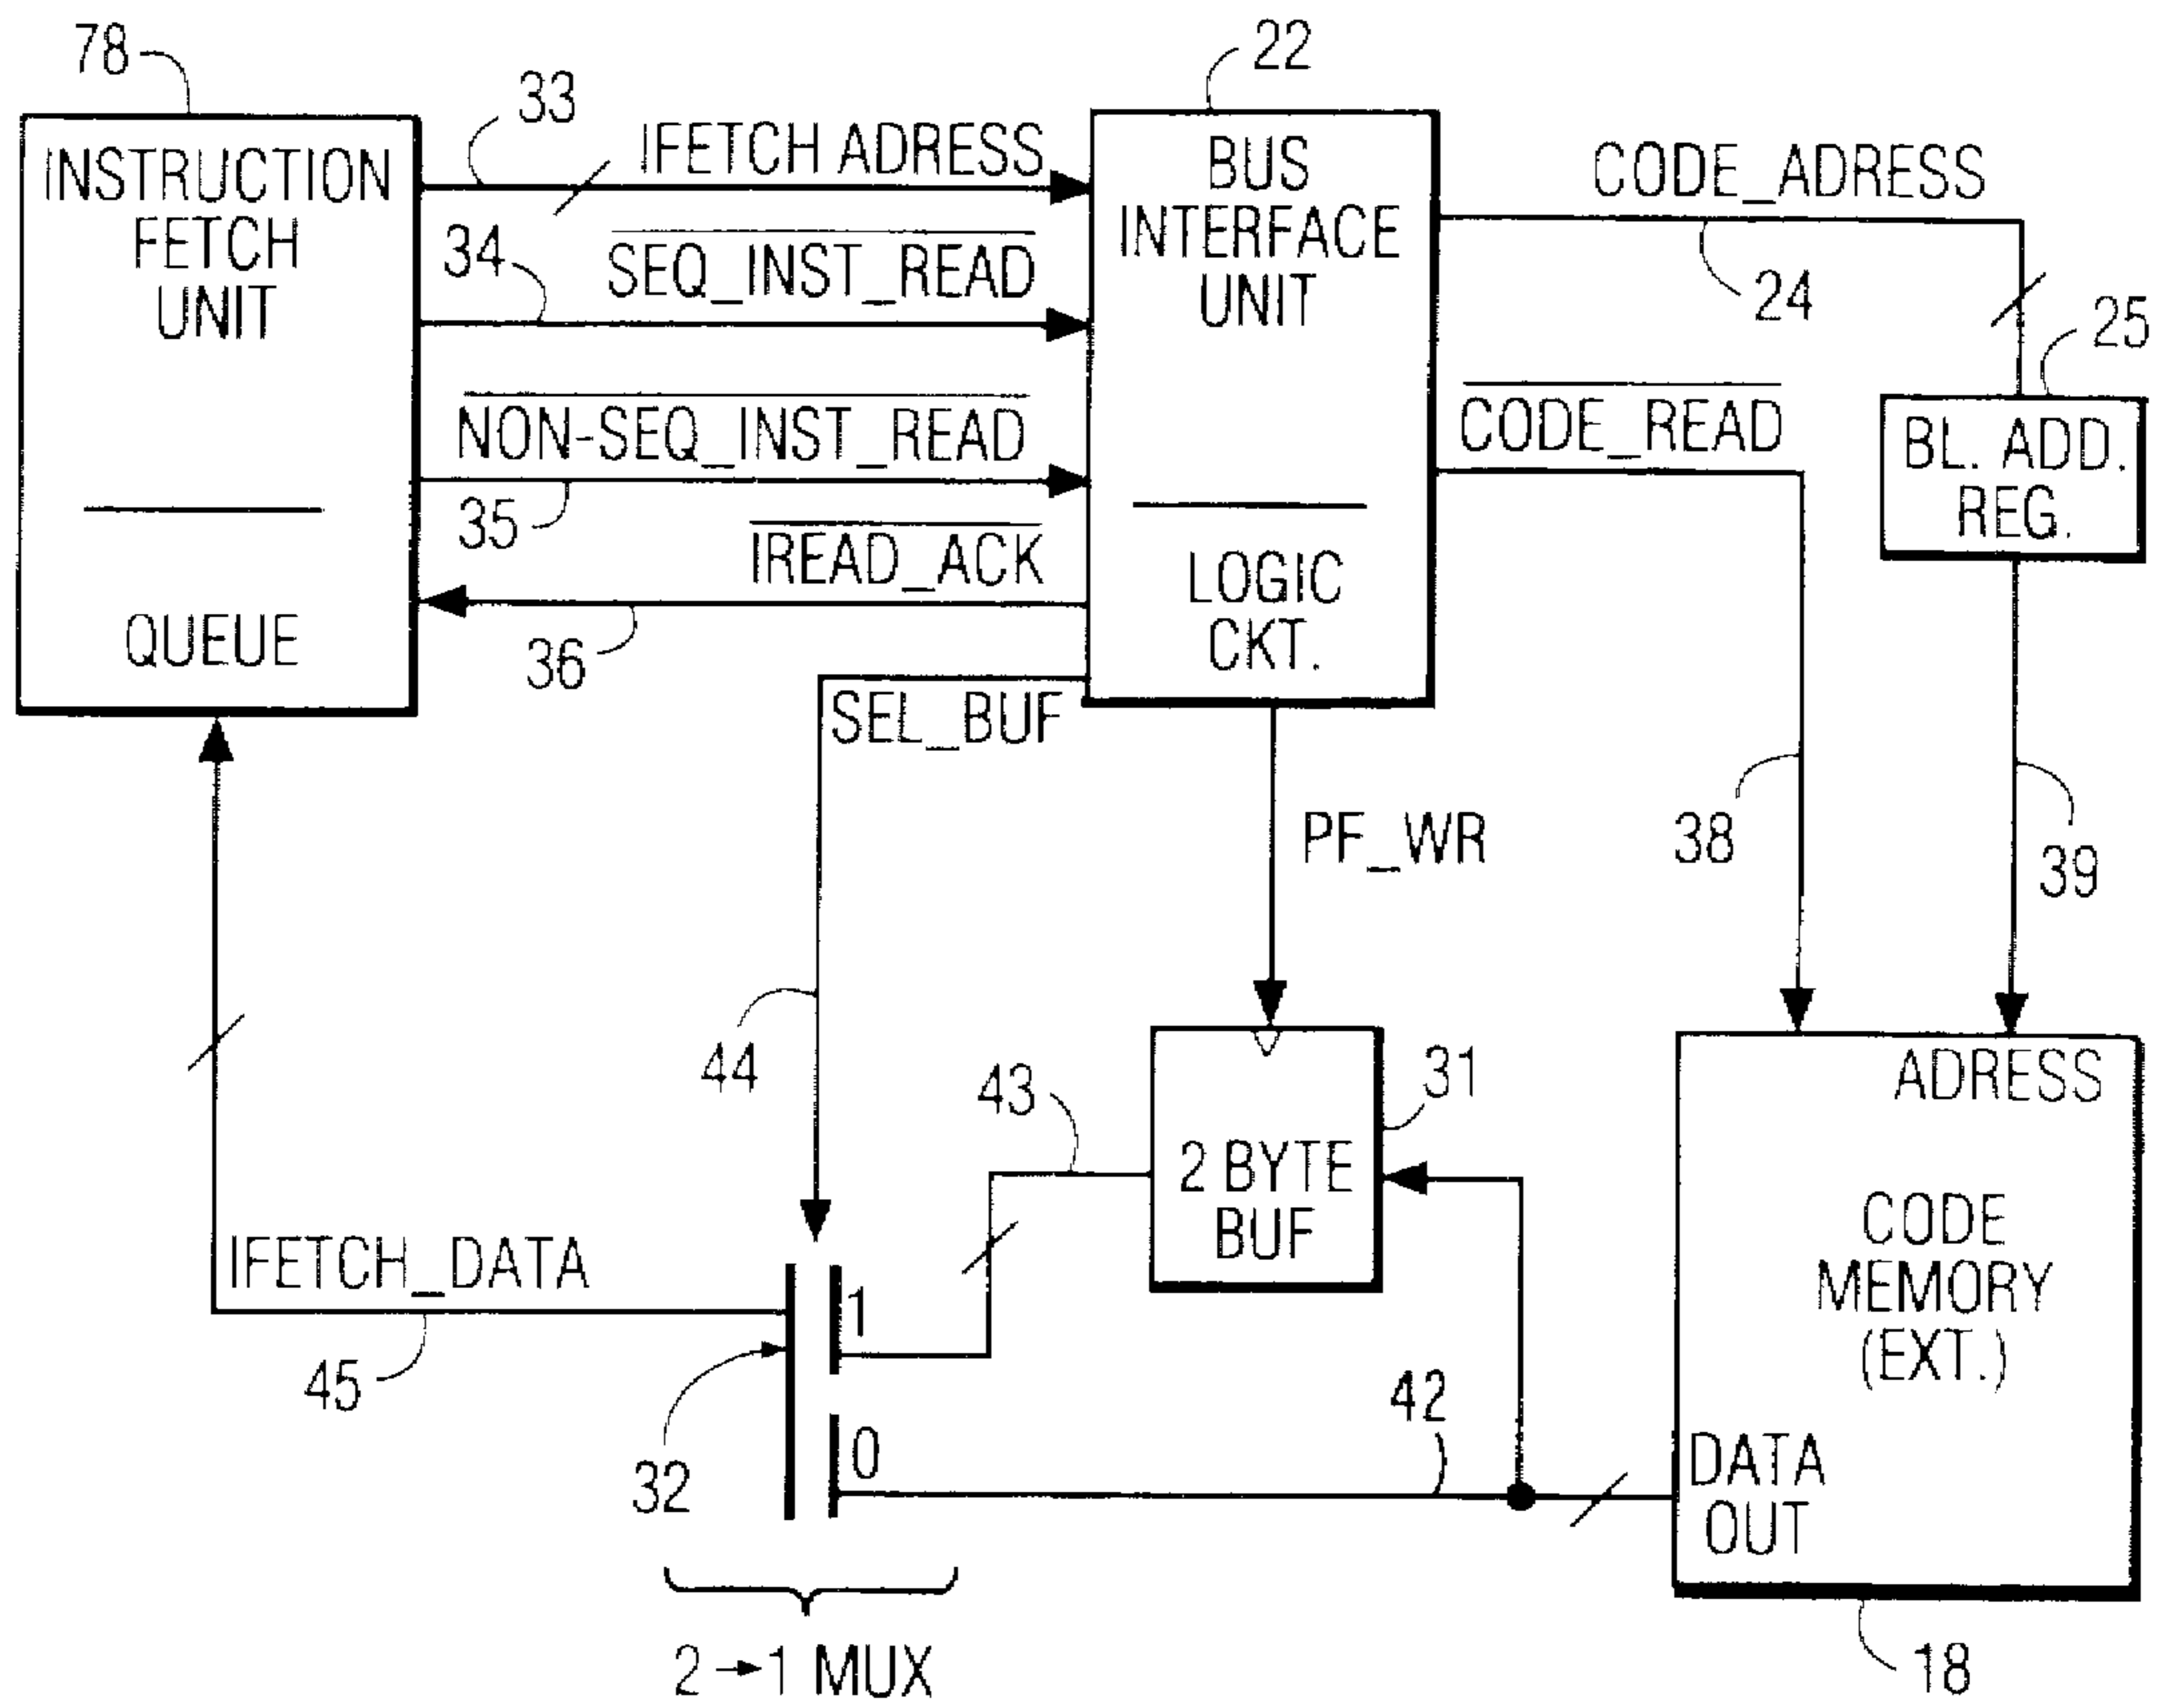 78
33
22
INSTRUCTION
FETCH
UNIT
QUEUE
IFETCH ADRESS
34
SEQ_INST_READ
NON-SEQ_INST_READ
35
IREAD_ACK
36
BUS
INTERFACE
UNIT
LOGIC
CKT.
CODE_ADRESS
24
25
CODE_READ
BL. ADD.
REG.
SEL_BUF
PF_WR
38
39
44
43
31
2 BYTE
BUF
ADRESS
CODE
MEMORY
(EXT.)
DATA
OUT
IFETCH_DATA
45
1
0
32
42
2→1 MUX
18